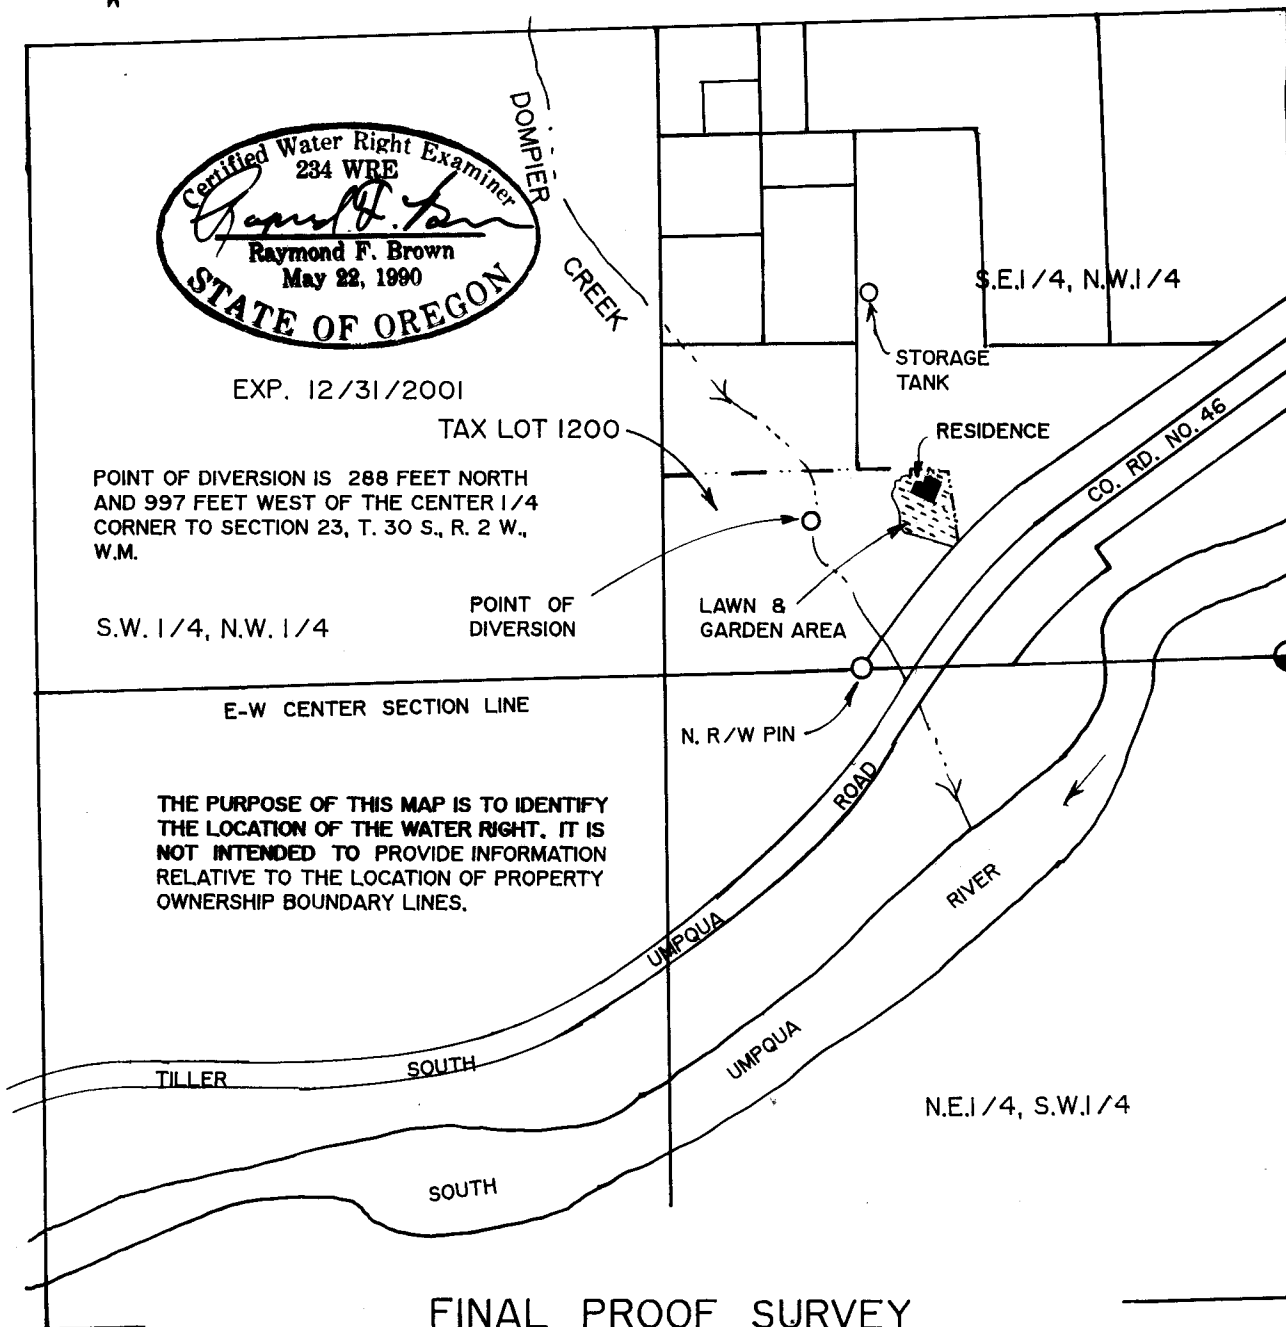 DOMPIER
CREEK
Certified Water Right Examiner
234 WRE
Raymond F. Brown
May 22, 1990
STATE OF OREGON
EXP. 12/31/2001
S.E.1/4, N.W.1/4
STORAGE
TANK
TAX LOT 1200
RESIDENCE
CO. RD. NO. 46
POINT OF DIVERSION IS 288 FEET NORTH
AND 997 FEET WEST OF THE CENTER 1/4
CORNER TO SECTION 23, T. 30 S., R. 2 W.,
W.M.
S.W. 1/4, N.W. 1/4
POINT OF
DIVERSION
LAWN &
GARDEN AREA
E-W CENTER SECTION LINE
N. R/W PIN
THE PURPOSE OF THIS MAP IS TO IDENTIFY
THE LOCATION OF THE WATER RIGHT. IT IS
NOT INTENDED TO PROVIDE INFORMATION
RELATIVE TO THE LOCATION OF PROPERTY
OWNERSHIP BOUNDARY LINES.
TILLER SOUTH UMPQUA ROAD
SOUTH UMPQUA RIVER
N.E.1/4, S.W.1/4
FINAL PROOF SURVEY